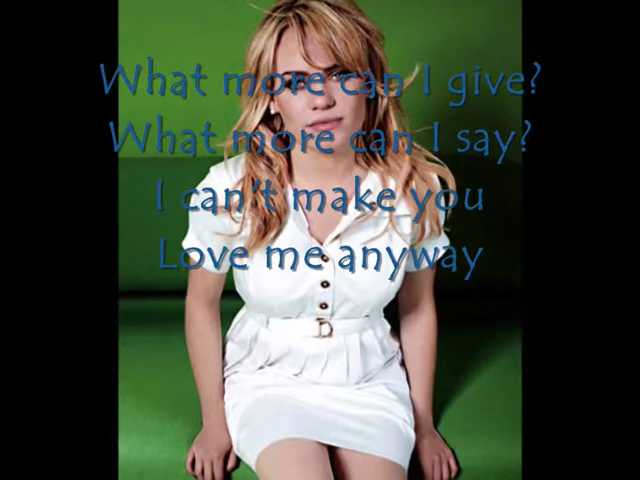 What more can I give?
What more can I say?
I can't make you
Love me anyway